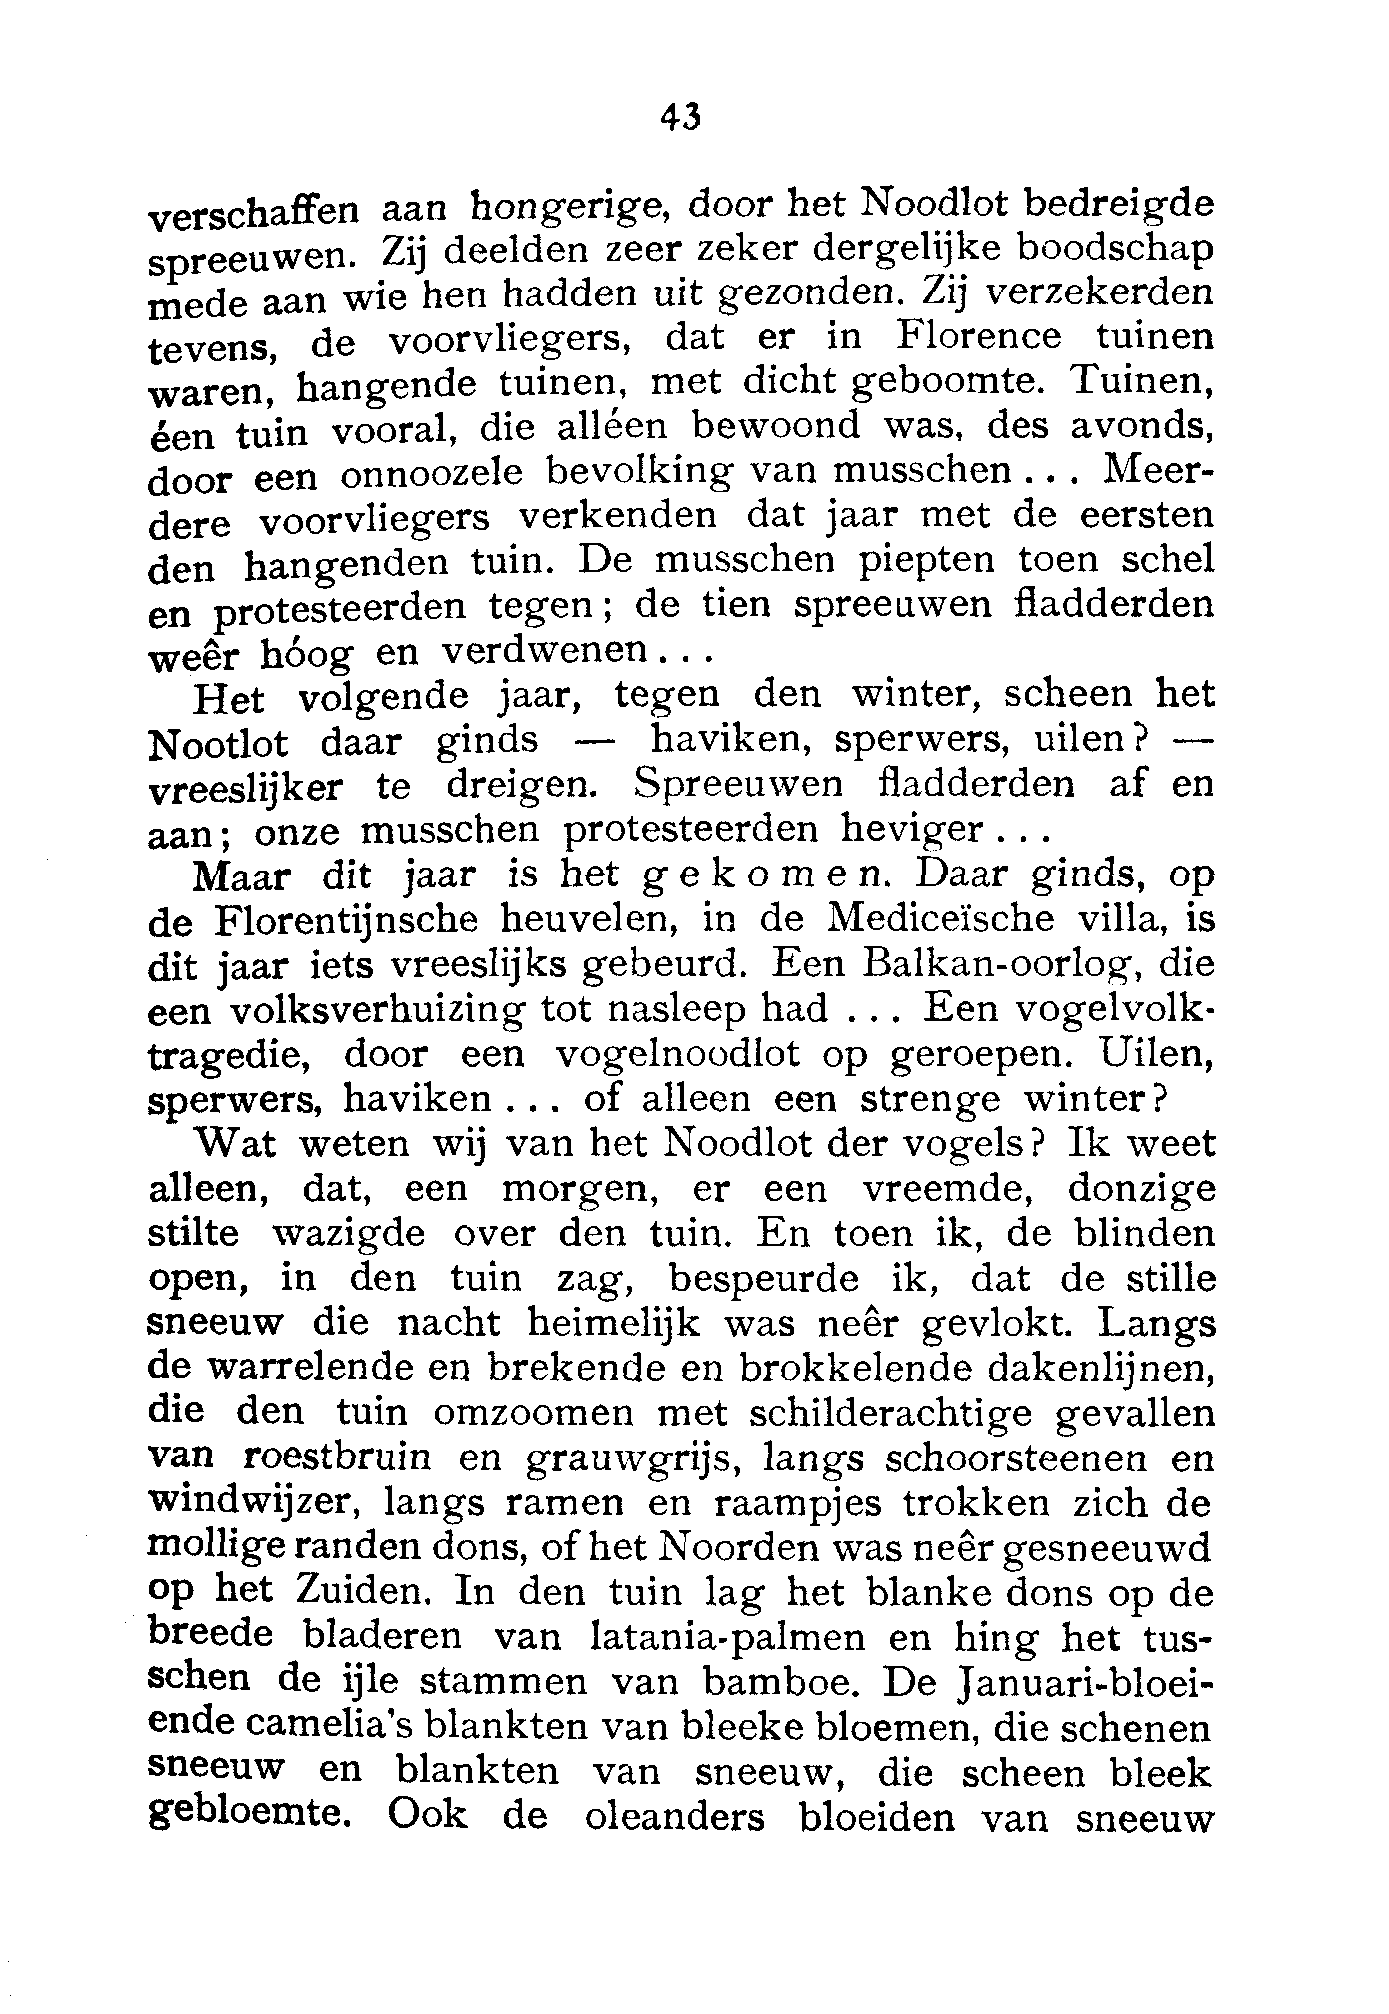 43
verschaffen aan hongerige, door het Noodlot bedreigde
spreeuwen. Zij deelden zeer zeker dergelijke boodschap
mede aan wie hen hadden uit gezonden. Zij verzekerden
tevens, de voorvliegers, dat er in Florence tuinen
waren, hangende tuinen, met dicht geboomte. Tuinen,
éen tuin vooral, die alléen bewoond was, des avonds,
door een onnoozele bevolking van musschen . . . Meer-
dere voorvliegers verkenden dat jaar met de eersten
den hangenden tuin. De musschen piepten toen schel
en protesteerden tegen; de tien spreeuwen fladderden
weêr hóog en verdwenen . . .
Het volgende jaar, tegen den winter, scheen het
Nootlot daar ginds — haviken, sperwers, uilen? —
vreeslijker te dreigen. Spreeuwen fladderden af en
aan; onze musschen protesteerden heviger . . .
Maar dit jaar is het g e k o m e n. Daar ginds, op
de Florentijnsche heuvelen, in de Mediceïsche villa, is
dit jaar iets vreeslijks gebeurd. Een Balkan-oorlog, die
een volksverhuizing tot nasleep had . . . Een vogelvolk-
tragedie, door een vogelnoodlot op geroepen. Uilen,
sperwers, haviken . . . of alleen een strenge winter?
Wat weten wij van het Noodlot der vogels? Ik weet
alleen, dat, een morgen, er een vreemde, donzige
stilte wazigde over den tuin. En toen ik, de blinden
open, in den tuin zag, bespeurde ik, dat de stille
sneeuw die nacht heimelijk was neêr gevlokt. Langs
de warrelende en brekende en brokkelende dakenlijnen,
die den tuin omzoomen met schilderachtige gevallen
van roestbruin en grauwgrijs, langs schoorsteenen en
windwijzer, langs ramen en raampjes trokken zich de
mollige randen dons, of het Noorden was neêr gesneeuwd
op het Zuiden. In den tuin lag het blanke dons op de
breede bladeren van latania-palmen en hing het tus-
schen de ijle stammen van bamboe. De Januari-bloei-
ende camelia's blankten van bleeke bloemen, die schenen
sneeuw en blankten van sneeuw, die scheen bleek
gebloemte. Ook de oleanders bloeiden van sneeuw